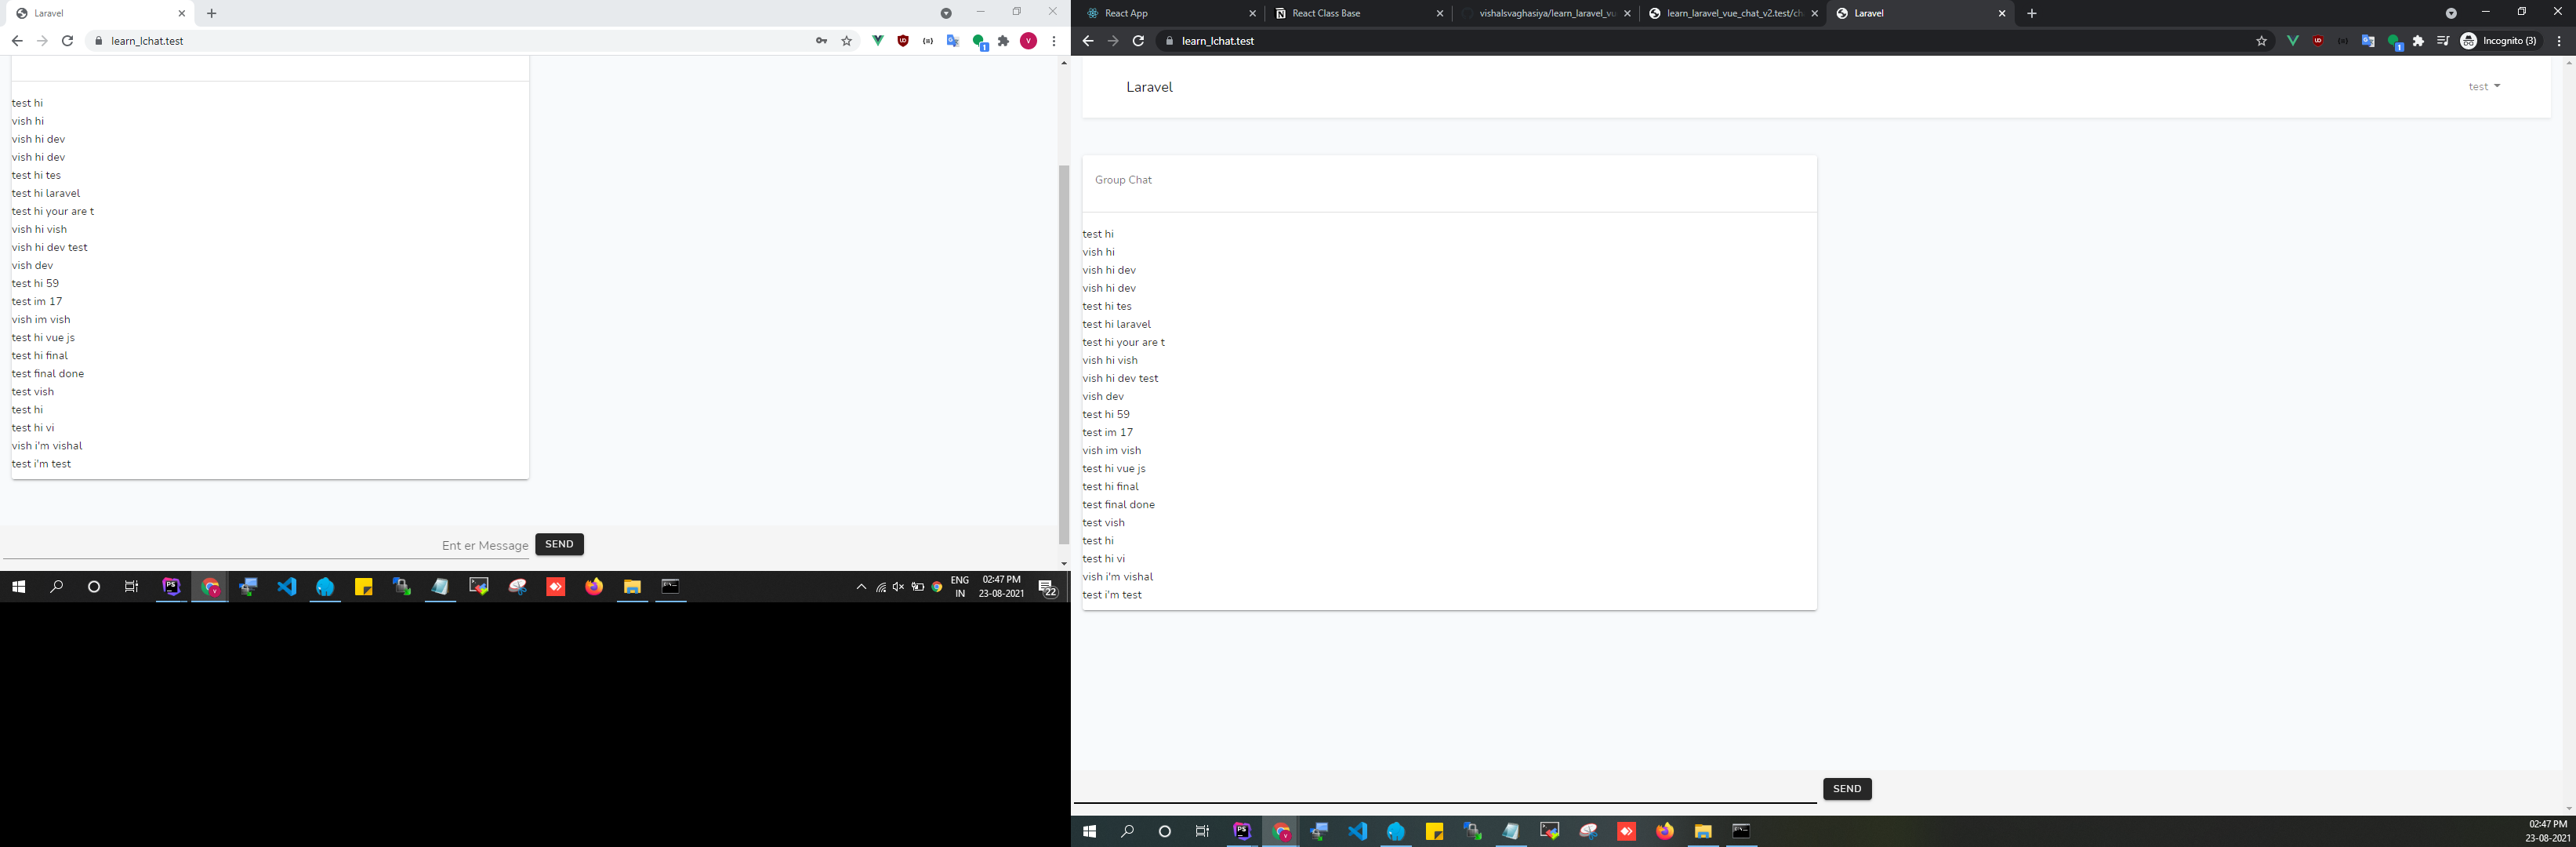 Laravel
learn_lchat.test
test hi
vish hi
vish hi dev
vish hi dev
test hi tes
test hi laravel
test hi your are t
vish hi vish
vish hi dev test
vish dev
test hi 59
test im 17
vish im vish
test hi vue js
test hi final
test final done
test vish
test hi
test hi vi
vish i'm vishal
test i'm test
Ent er Message SEND
ENG 02:47 PM
IN 23-08-2021
22
React App React Class Base vishalsvaghasiya/learn_laravel_vu learn_laravel_vue_chat_v2.test/ch Laravel
learn_lchat.test Incognito (3)
Laravel test
Group Chat
test hi
vish hi
vish hi dev
vish hi dev
test hi tes
test hi laravel
test hi your are t
vish hi vish
vish hi dev test
vish dev
test hi 59
test im 17
vish im vish
test hi vue js
test hi final
test final done
test vish
test hi
test hi vi
vish i'm vishal
test i'm test
SEND
02:47 PM
23-08-2021